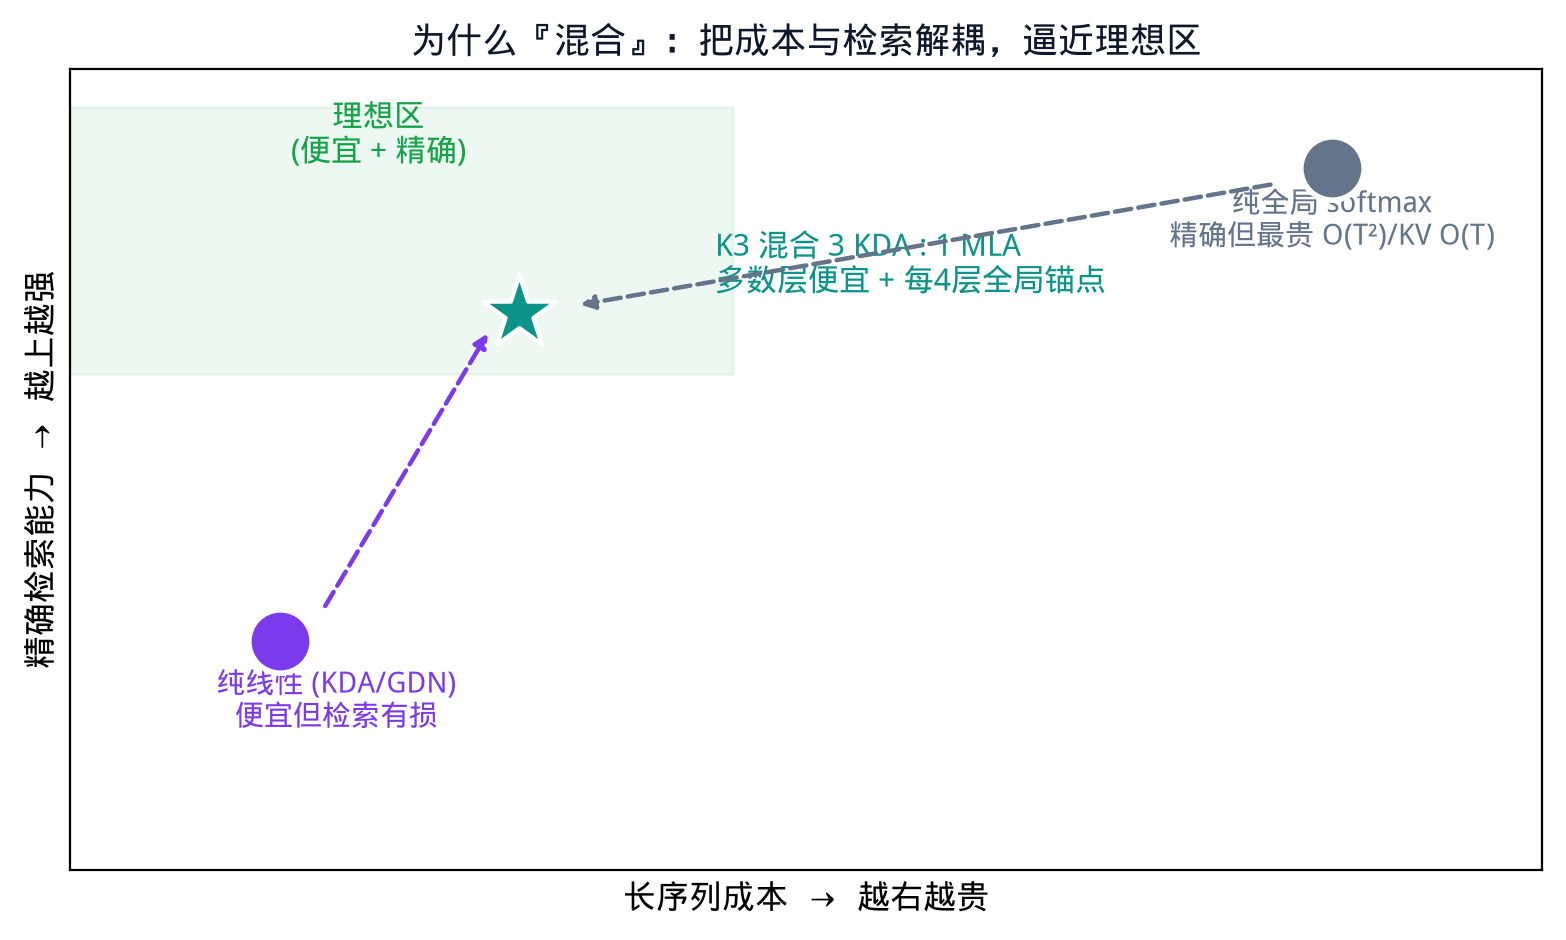 为什么『混合』：把成本与检索解耦，逼近理想区
理想区
(便宜 + 精确)
纯全局 softmax
精确但最贵 O(T²)/KV O(T)
K3 混合 3 KDA : 1 MLA
多数层便宜 + 每4层全局锚点
纯线性 (KDA/GDN)
便宜但检索有损
精确检索能力 → 越上越强
长序列成本 → 越右越贵